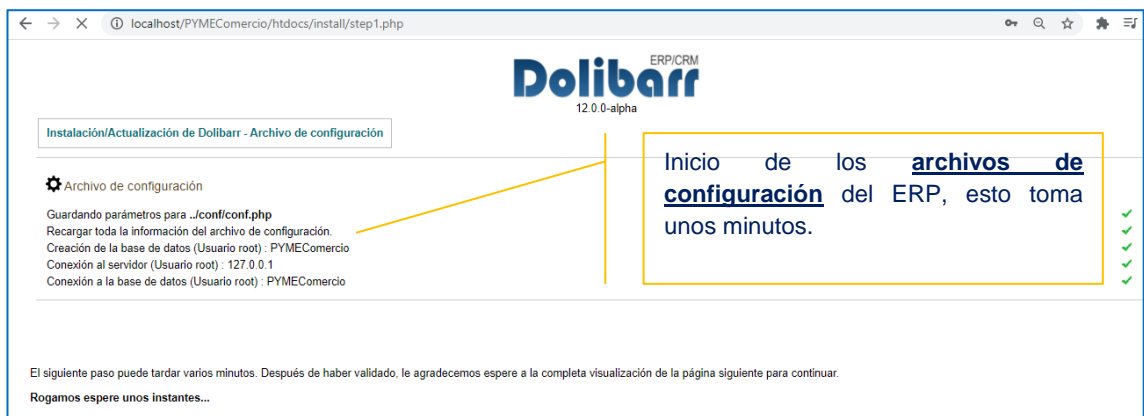 localhost/PYMEComercio/htdocs/install/step1.php
Dolibarr ERP/CRM
12.0.0-alpha
Instalación/Actualización de Dolibarr - Archivo de configuración
Inicio de los archivos de
configuración del ERP, esto toma
unos minutos.
Archivo de configuración
Guardando parámetros para ../conf/conf.php
Recargar toda la información del archivo de configuración.
Creación de la base de datos (Usuario root) : PYMEComercio
Conexión al servidor (Usuario root) : 127.0.0.1
Conexión a la base de datos (Usuario root) : PYMEComercio
El siguiente paso puede tardar varios minutos. Después de haber validado, le agradecemos espere a la completa visualización de la página siguiente para continuar.
Rogamos espere unos instantes...